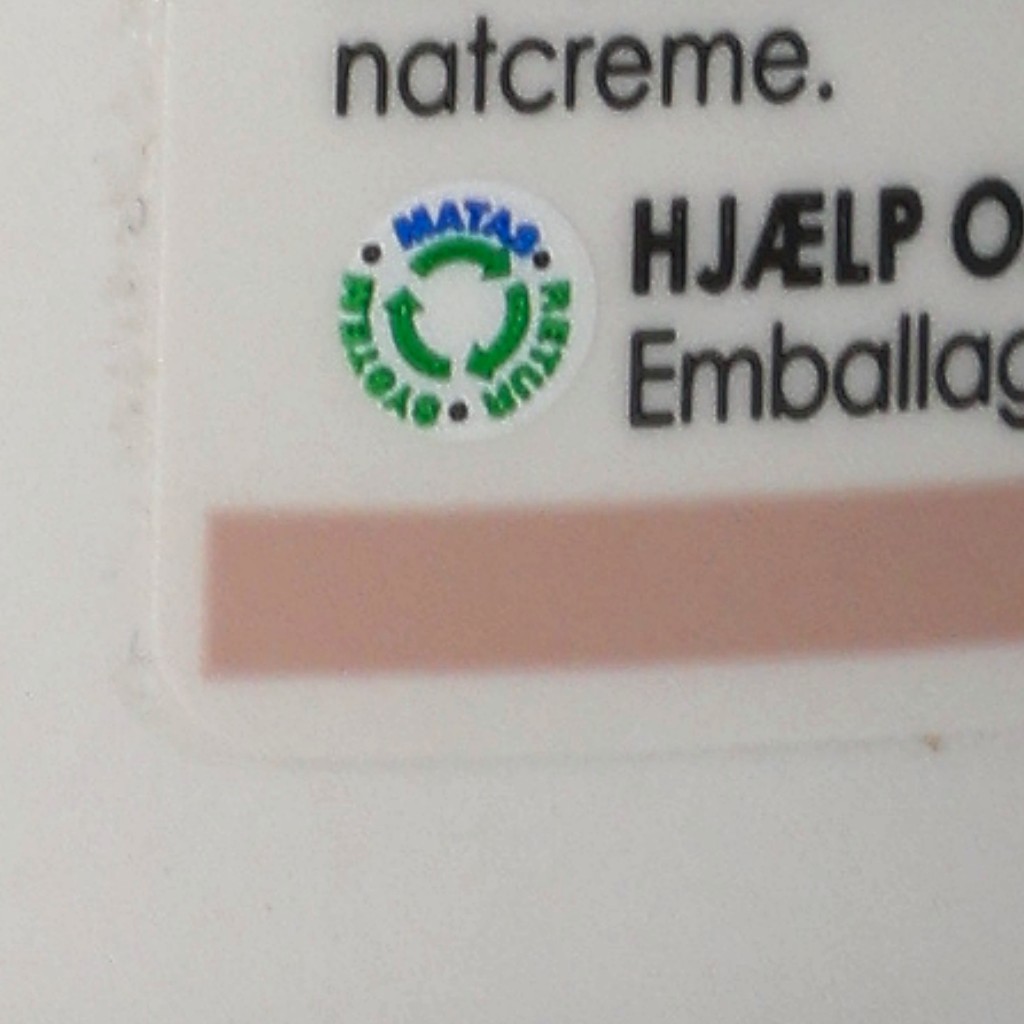 natcreme.
MATAS • RETUR • SYSTEM •
HJÆLP O
Emballag